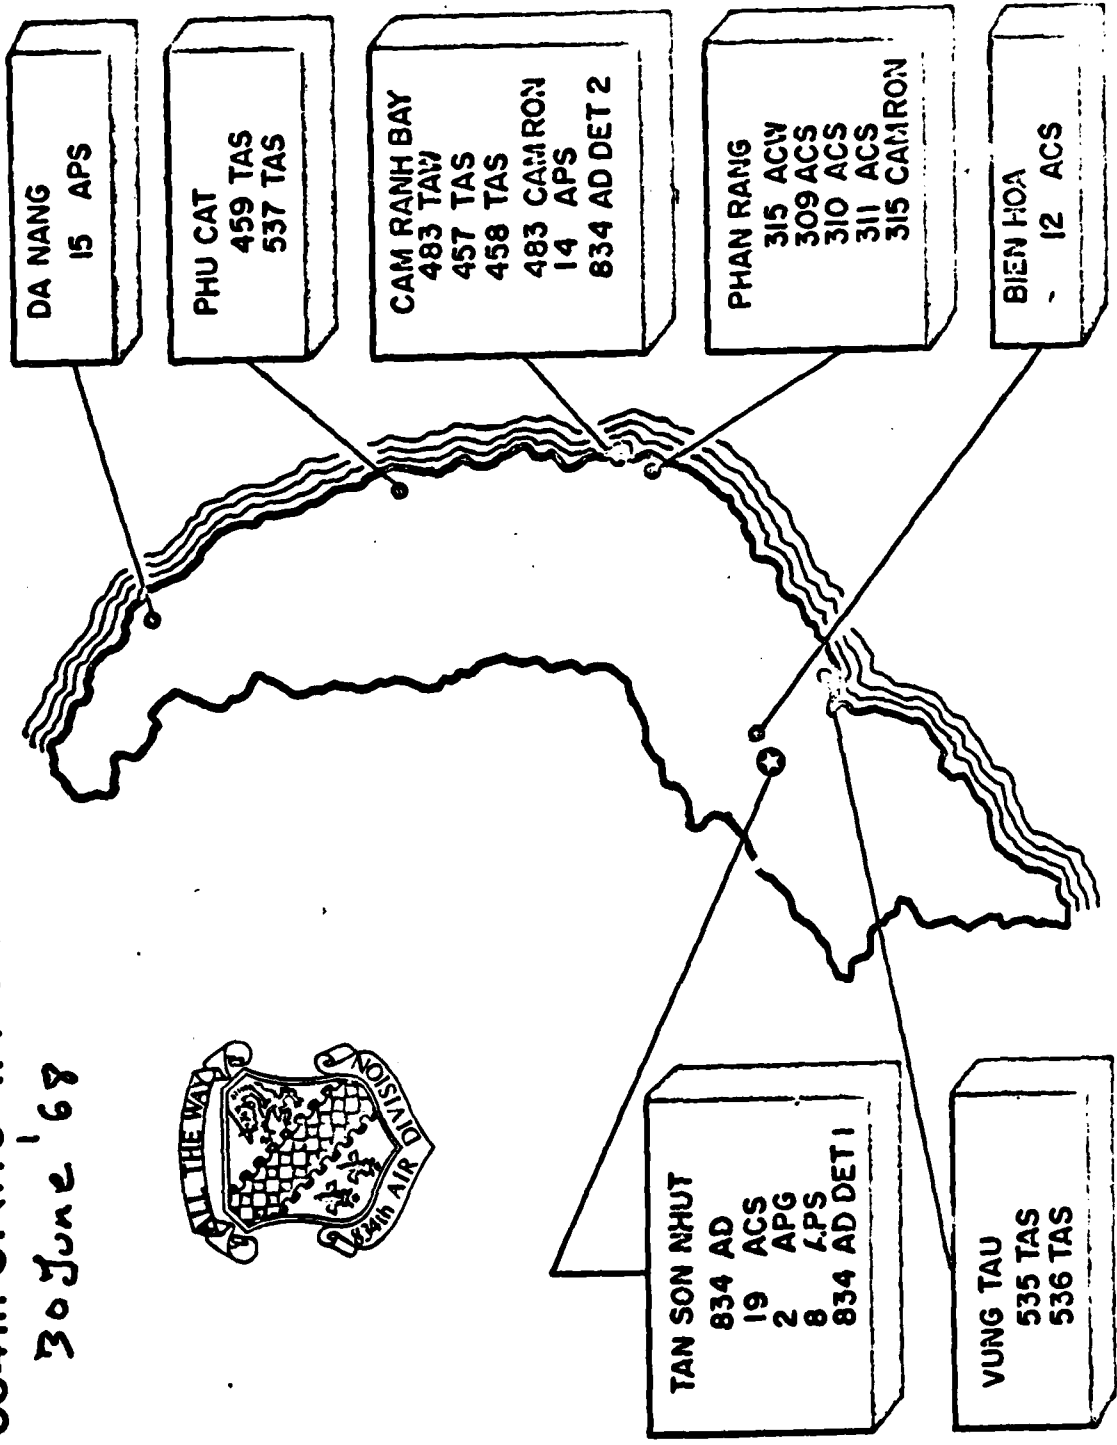 30 June '68
ALL THE WAY
834th AIR DIVISION
DA NANG
15 APS
PHU CAT
459 TAS
537 TAS
CAM RANH BAY
483 TAW
457 TAS
458 TAS
483 CAMRON
14 APS
834 AD DET 2
PHAN RANG
315 ACW
309 ACS
310 ACS
311 ACS
315 CAMRON
BIEN HOA
12 ACS
TAN SON NHUT
834 AD
19 ACS
2 APG
8 APS
834 AD DET 1
VUNG TAU
535 TAS
536 TAS